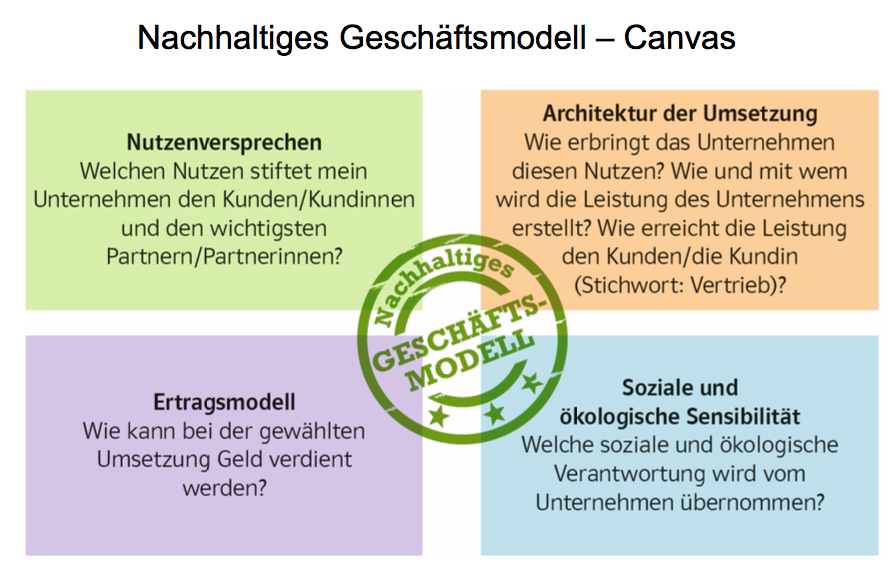 Nachhaltiges Geschäftsmodell – Canvas
Nutzenversprechen
Welchen Nutzen stiftet mein
Unternehmen den Kunden/Kundinnen
und den wichtigsten
Partnern/Partnerinnen?
Architektur der Umsetzung
Wie erbringt das Unternehmen
diesen Nutzen? Wie und mit wem
wird die Leistung des Unternehmens
erstellt? Wie erreicht die Leistung
den Kunden/die Kundin
(Stichwort: Vertrieb)?
Nachhaltiges
GESCHÄFTS-
MODELL
Ertragsmodell
Wie kann bei der gewählten
Umsetzung Geld verdient
werden?
Soziale und
ökologische Sensibilität
Welche soziale und ökologische
Verantwortung wird vom
Unternehmen übernommen?